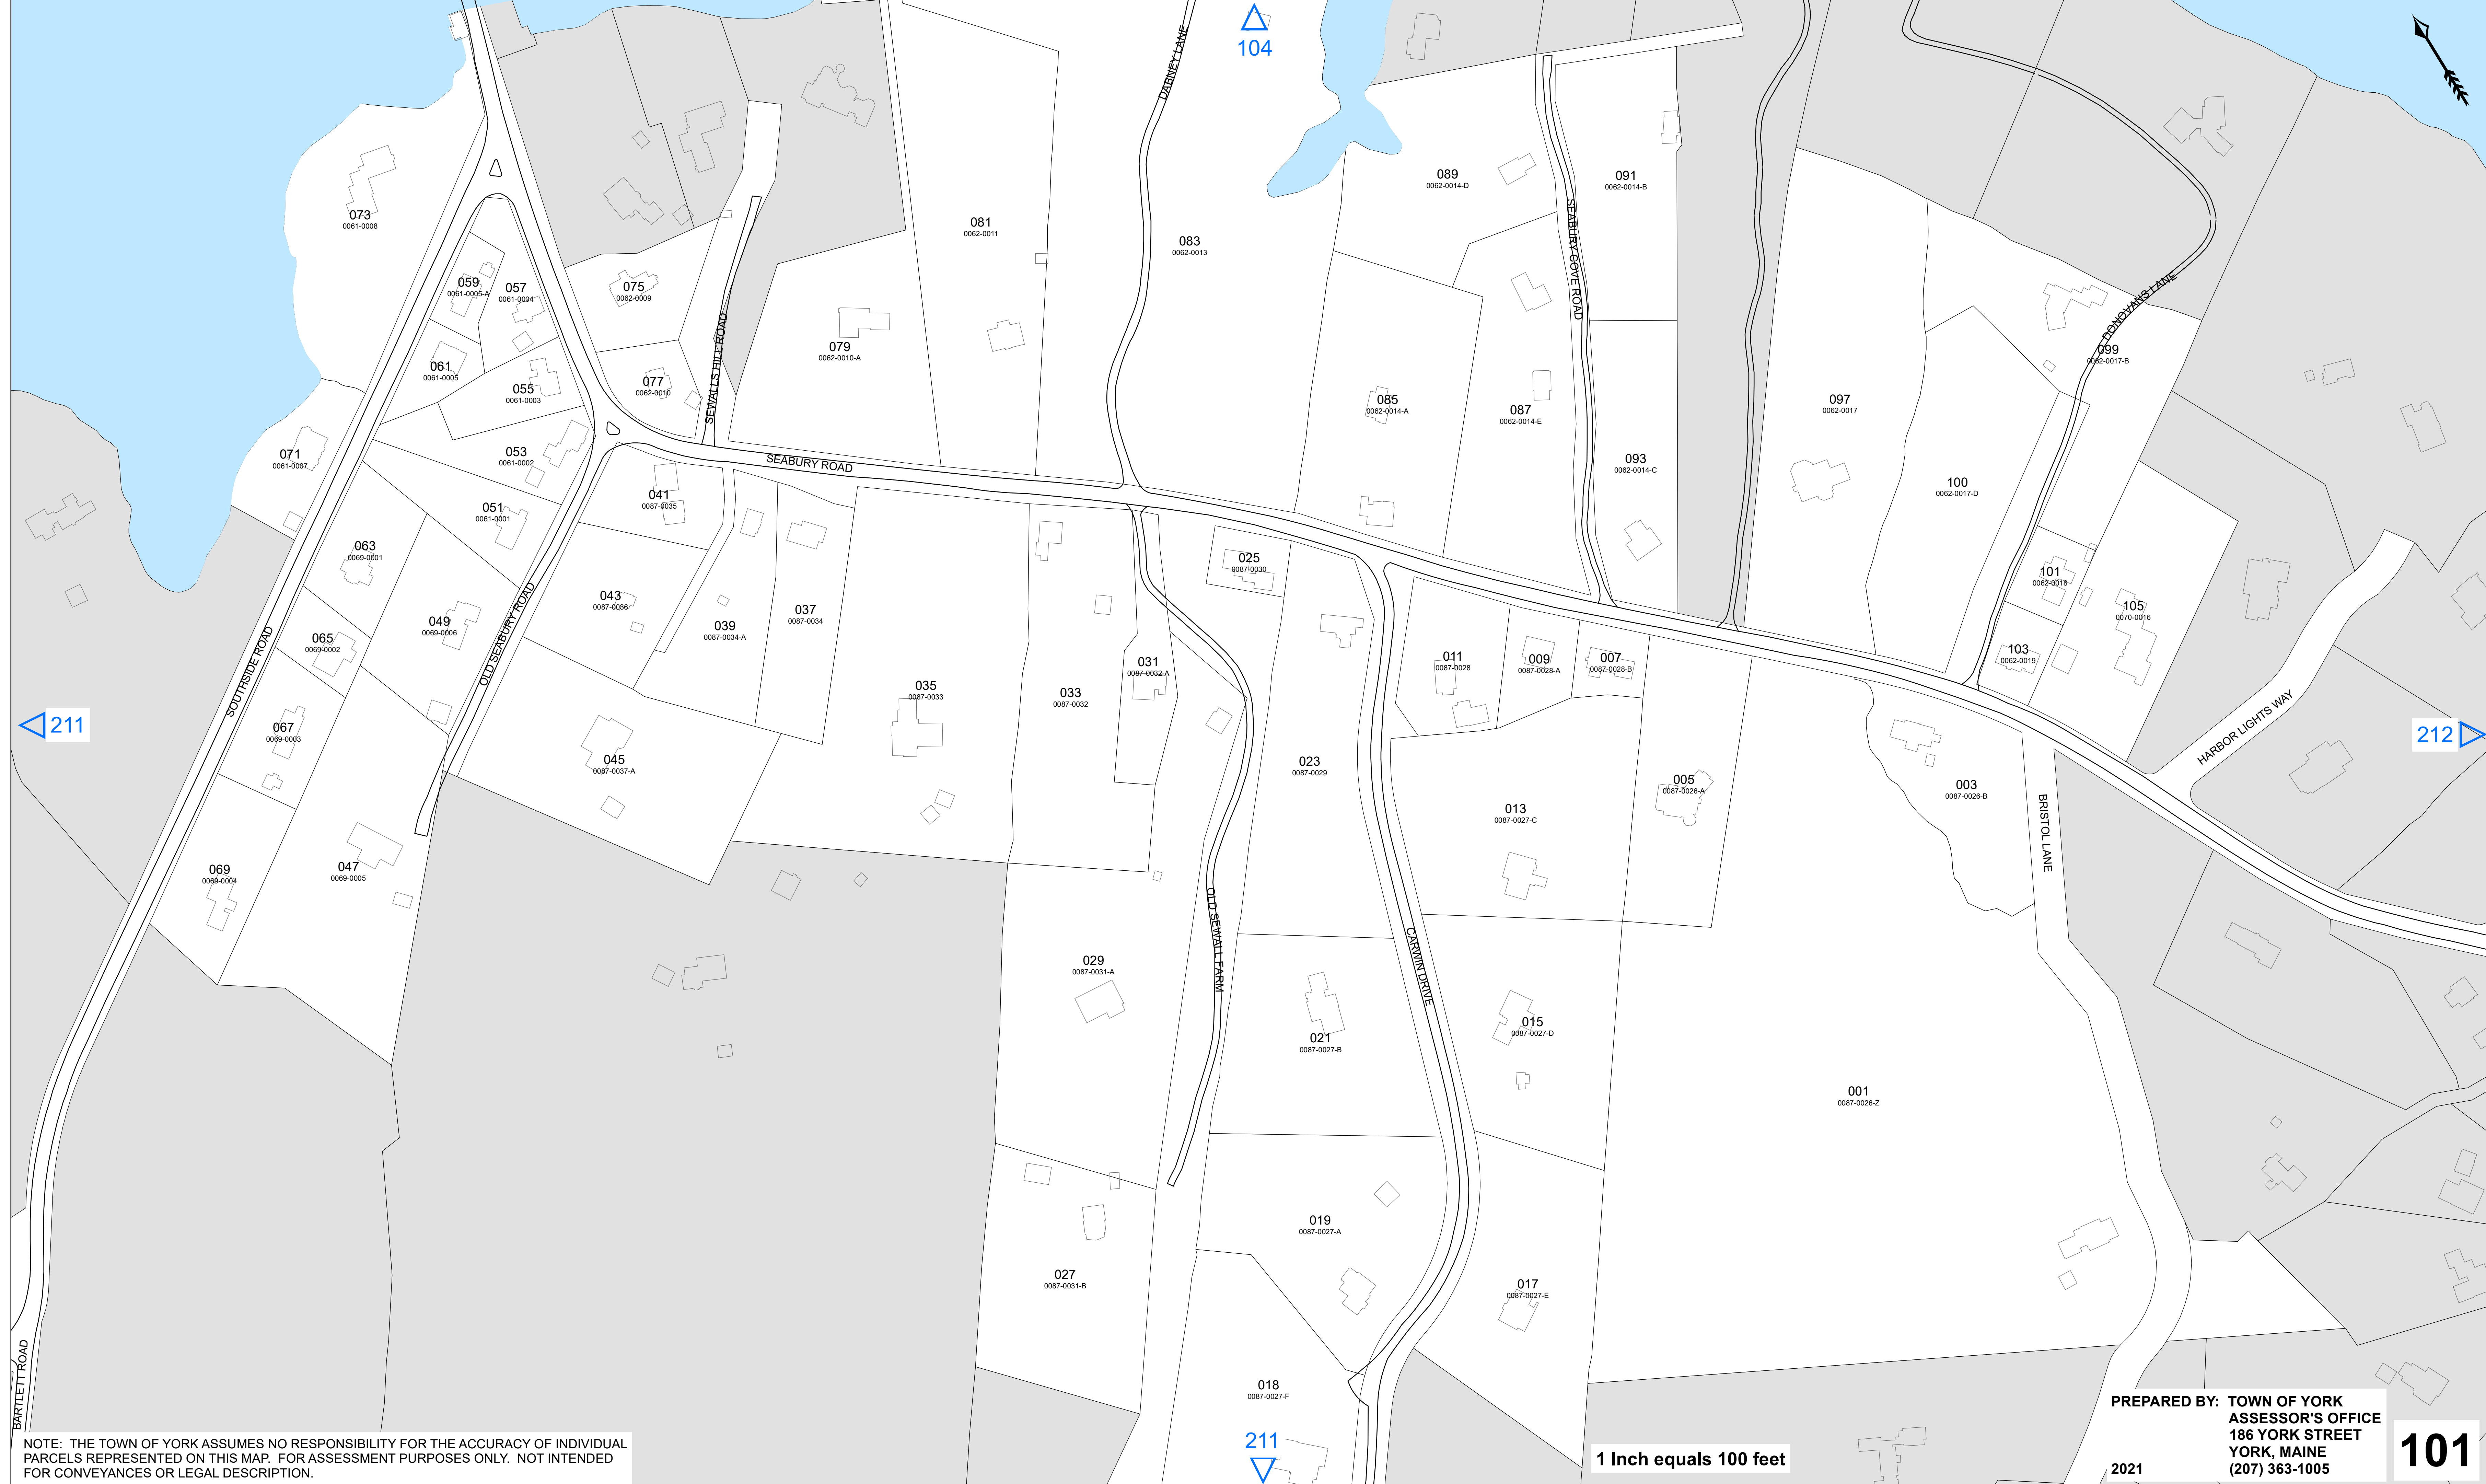 104
DABNEY LANE
089
0062-0014-D
091
0062-0014-B
073
0061-0008
081
0062-0011
083
0062-0013
SEABURY COVE ROAD
059
0061-0005-A
057
0061-0004
075
0062-0009
DONOVANS LANE
079
0062-0010-A
099
0062-0017-B
061
0061-0005
055
0061-0003
077
0062-0010
SEWALLS HILL ROAD
085
0062-0014-A
087
0062-0014-E
097
0062-0017
071
0061-0007
053
0061-0002
SEABURY ROAD
093
0062-0014-C
100
0062-0017-D
041
0087-0035
051
0061-0001
063
0069-0001
025
0087-0030
101
0062-0018
043
0087-0036
037
0087-0034
105
0070-0016
049
0069-0006
039
0087-0034-A
065
0069-0002
OLD SEABURY ROAD
SOUTHSIDE ROAD
031
0087-0032-A
011
0087-0028
009
0087-0028-A
007
0087-0028-B
103
0062-0019
035
0087-0033
033
0087-0032
211
067
0069-0003
212
HARBOR LIGHTS WAY
045
0087-0037-A
023
0087-0029
005
0087-0026-A
003
0087-0026-B
013
0087-0027-C
BRISTOL LANE
069
0069-0004
047
0069-0005
OLD SEWALL FARM
CARWIN DRIVE
029
0087-0031-A
021
0087-0027-B
015
0087-0027-D
001
0087-0026-Z
019
0087-0027-A
027
0087-0031-B
017
0087-0027-E
018
0087-0027-F
BARTLETT ROAD
211
NOTE: THE TOWN OF YORK ASSUMES NO RESPONSIBILITY FOR THE ACCURACY OF INDIVIDUAL
PARCELS REPRESENTED ON THIS MAP. FOR ASSESSMENT PURPOSES ONLY. NOT INTENDED
FOR CONVEYANCES OR LEGAL DESCRIPTION.
1 Inch equals 100 feet
PREPARED BY: TOWN OF YORK
ASSESSOR'S OFFICE
186 YORK STREET
YORK, MAINE
2021 (207) 363-1005
101